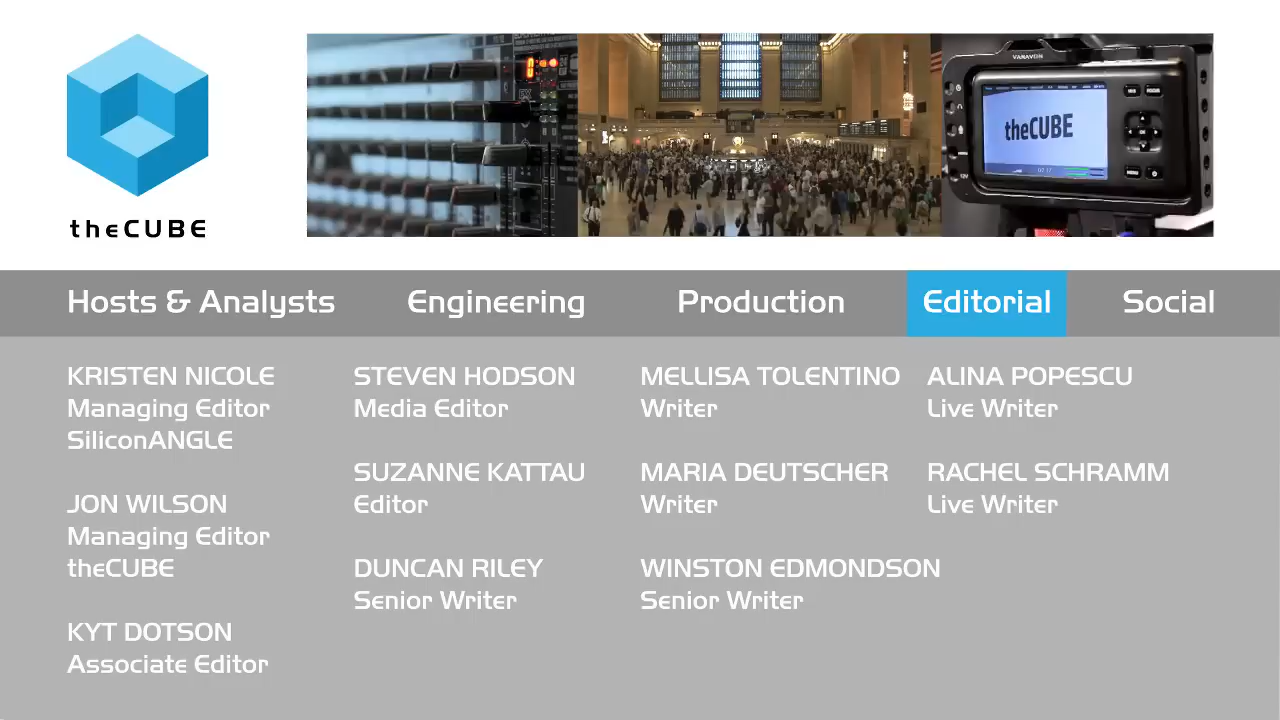 theCUBE
VARAVON
theCUBE
Hosts & Analysts
Engineering
Production
Editorial
Social
KRISTEN NICOLE
Managing Editor
SiliconANGLE
JON WILSON
Managing Editor
theCUBE
KYT DOTSON
Associate Editor
STEVEN HODSON
Media Editor
SUZANNE KATTAU
Editor
DUNCAN RILEY
Senior Writer
MELLISA TOLENTINO
Writer
MARIA DEUTSCHER
Writer
WINSTON EDMONDSON
Senior Writer
ALINA POPESCU
Live Writer
RACHEL SCHRAMM
Live Writer